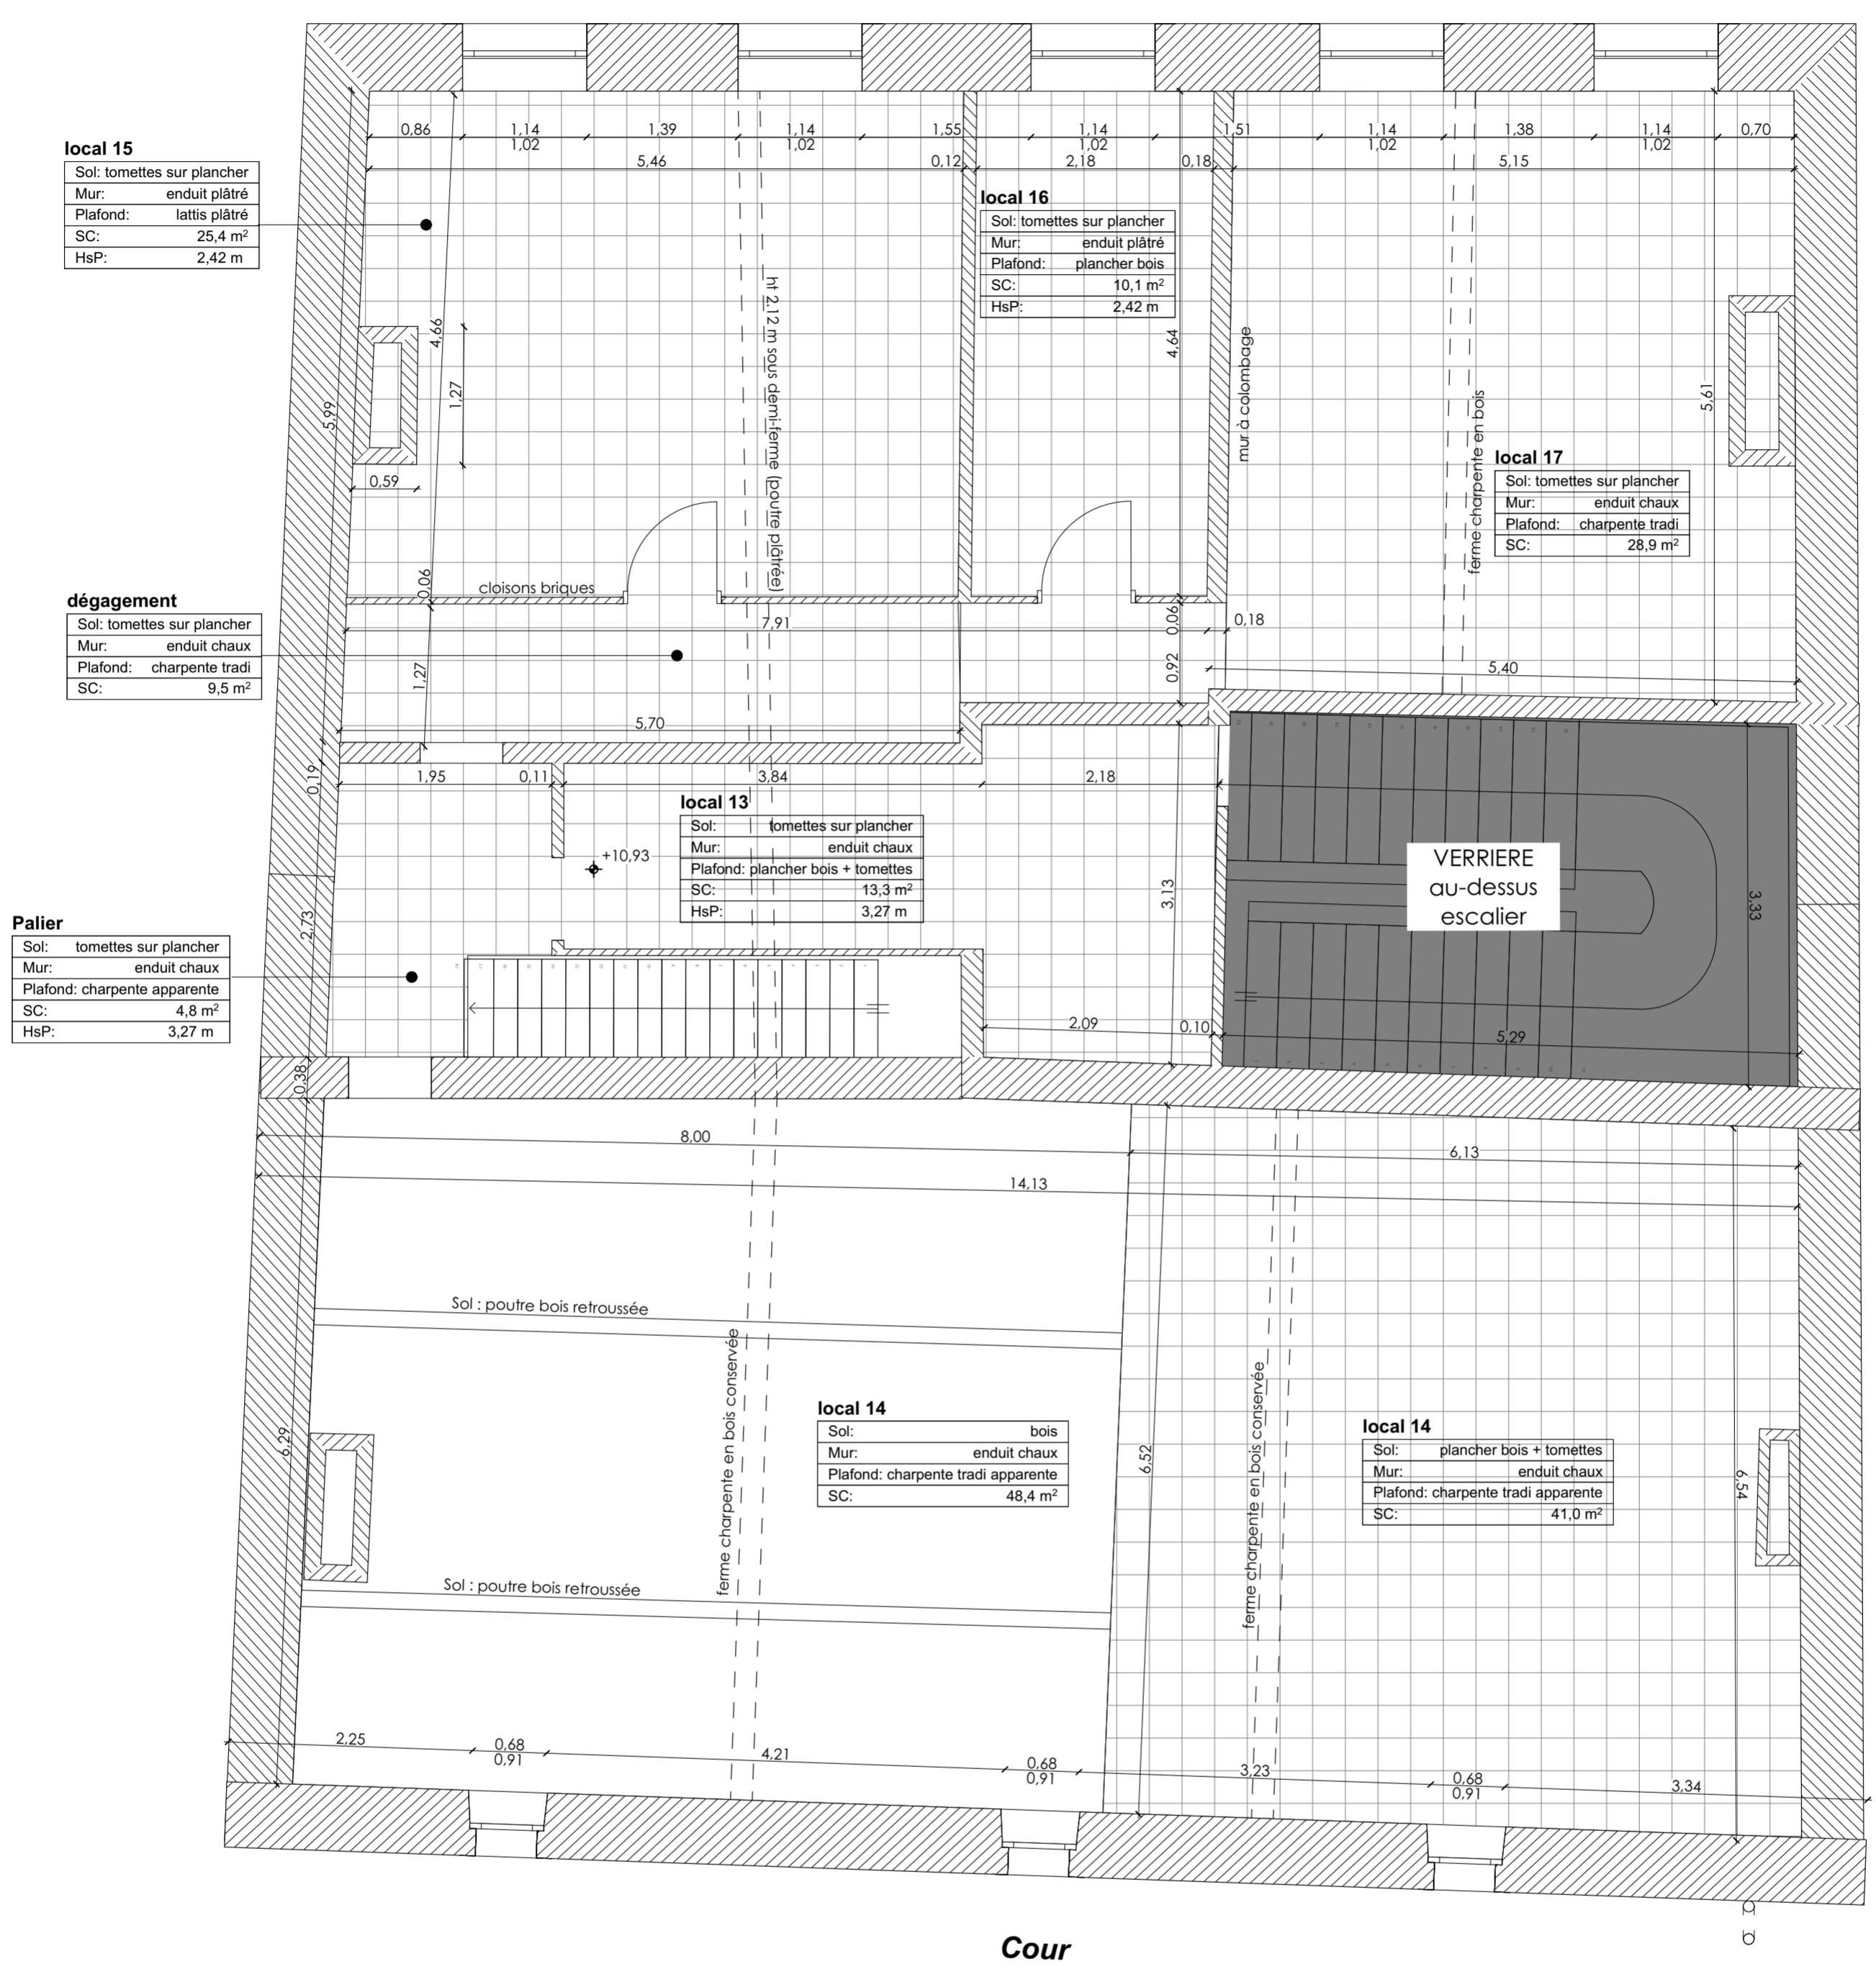 0,86
1,14
1,02
1,39
1,14
1,02
1,55
1,14
1,02
1,51
1,14
1,02
1,38
1,14
1,02
0,70
5,46
0,12
2,18
0,18
5,15
local 15
Sol: tomettes sur plancher
Mur: enduit plâtré
Plafond: lattis plâtré
SC: 25,4 m²
HsP: 2,42 m
local 16
Sol: tomettes sur plancher
Mur: enduit plâtré
Plafond: plancher bois
SC: 10,1 m²
HsP: 2,42 m
5,99
4,66
1,27
0,59
ht 2.12 m sous demi-ferme (poutre plâtrée)
4,64
mur à colombage
ferme charpente en bois
5,61
local 17
Sol: tomettes sur plancher
Mur: enduit chaux
Plafond: charpente tradi
SC: 28,9 m²
0,06
cloisons briques
dégagement
Sol: tomettes sur plancher
Mur: enduit chaux
Plafond: charpente tradi
SC: 9,5 m²
7,91
0,06
0,18
1,27
0,92
5,40
5,70
0,19
1,95
0,11
3,84
2,18
local 13
Sol: tomettes sur plancher
Mur: enduit chaux
Plafond: plancher bois + tomettes
SC: 13,3 m²
HsP: 3,27 m
+10,93
3,13
VERRIERE
au-dessus
escalier
3,33
Palier
Sol: tomettes sur plancher
Mur: enduit chaux
Plafond: charpente apparente
SC: 4,8 m²
HsP: 3,27 m
2,73
2,09
0,10
5,29
0,38
8,00
6,13
14,13
Sol : poutre bois retroussée
ferme charpente en bois conservée
ferme charpente en bois conservée
local 14
Sol: bois
Mur: enduit chaux
Plafond: charpente tradi apparente
SC: 48,4 m²
local 14
Sol: plancher bois + tomettes
Mur: enduit chaux
Plafond: charpente tradi apparente
SC: 41,0 m²
6,29
6,52
6,54
Sol : poutre bois retroussée
2,25
0,68
0,91
4,21
0,68
0,91
3,23
0,68
0,91
3,34
Cour